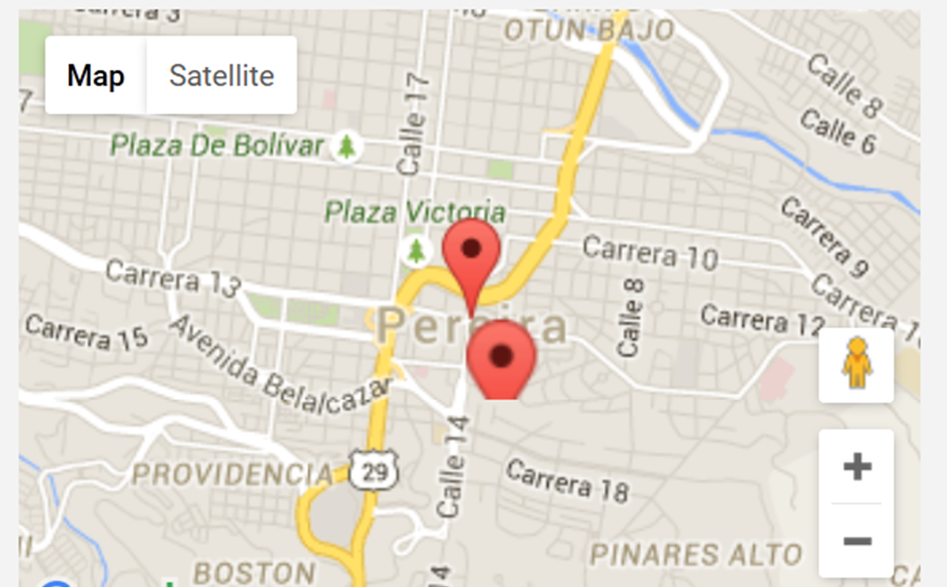 Carrera 3
OTUN BAJO
Map
Satellite
Calle 17
Calle 8
Calle 6
7
Plaza De Bolívar
Plaza Victoria
Carrera 9
Carrera 10
Carrera 13
Calle 8
Carrera 12
Carrera 15
Pereira
Avenida Belalcazar
PROVIDENCIA
29
Calle 14
Carrera 18
PINARES ALTO
BOSTON
14